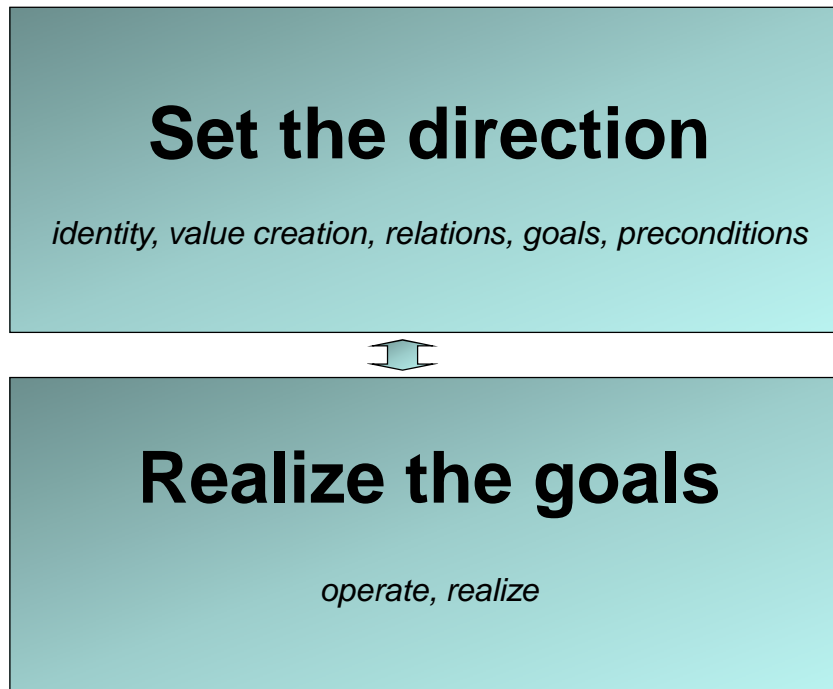 Set the direction
identity, value creation, relations, goals, preconditions
Realize the goals
operate, realize